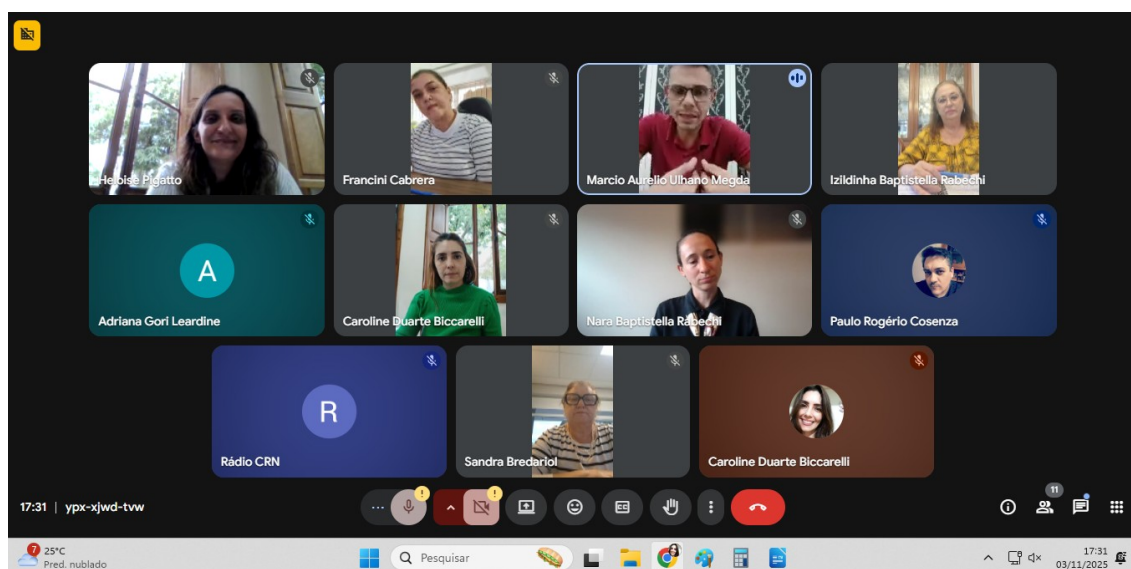 Heloise Pigatto
Francini Cabrera
Marcio Aurelio Ulhano Megda
Izildinha Baptistella Rabechi
A
Adriana Gori Leardine
Caroline Duarte Biccarelli
Nara Baptistella Rabechi
Paulo Rogério Cosenza
R
Rádio CRN
Sandra Bredariol
Caroline Duarte Biccarelli
17:31 | ypx-xjwd-tvw
! !
CC
11
7
25°C
Pred. nublado
Pesquisar
17:31
03/11/2025